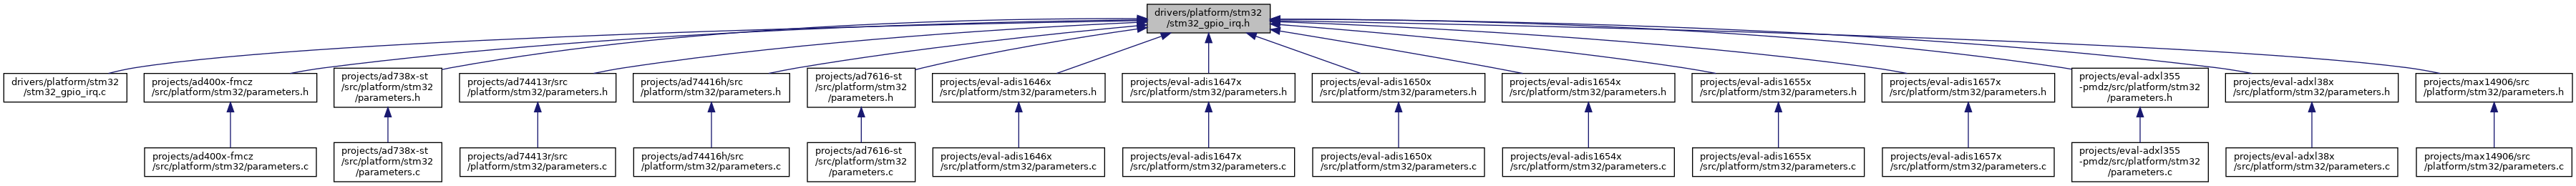 drivers/platform/stm32
/stm32_gpio_irq.h
drivers/platform/stm32
/stm32_gpio_irq.c
projects/ad400x-fmcz
/src/platform/stm32/parameters.h
projects/ad738x-st
/src/platform/stm32
/parameters.h
projects/ad74413r/src
/platform/stm32/parameters.h
projects/ad74416h/src
/platform/stm32/parameters.h
projects/ad7616-st
/src/platform/stm32
/parameters.h
projects/eval-adis1646x
/src/platform/stm32/parameters.h
projects/eval-adis1647x
/src/platform/stm32/parameters.h
projects/eval-adis1650x
/src/platform/stm32/parameters.h
projects/eval-adis1654x
/src/platform/stm32/parameters.h
projects/eval-adis1655x
/src/platform/stm32/parameters.h
projects/eval-adis1657x
/src/platform/stm32/parameters.h
projects/eval-adxl355
-pmdz/src/platform/stm32
/parameters.h
projects/eval-adxl38x
/src/platform/stm32/parameters.h
projects/max14906/src
/platform/stm32/parameters.h
projects/ad400x-fmcz
/src/platform/stm32/parameters.c
projects/ad738x-st
/src/platform/stm32
/parameters.c
projects/ad74413r/src
/platform/stm32/parameters.c
projects/ad74416h/src
/platform/stm32/parameters.c
projects/ad7616-st
/src/platform/stm32
/parameters.c
projects/eval-adis1646x
/src/platform/stm32/parameters.c
projects/eval-adis1647x
/src/platform/stm32/parameters.c
projects/eval-adis1650x
/src/platform/stm32/parameters.c
projects/eval-adis1654x
/src/platform/stm32/parameters.c
projects/eval-adis1655x
/src/platform/stm32/parameters.c
projects/eval-adis1657x
/src/platform/stm32/parameters.c
projects/eval-adxl355
-pmdz/src/platform/stm32
/parameters.c
projects/eval-adxl38x
/src/platform/stm32/parameters.c
projects/max14906/src
/platform/stm32/parameters.c